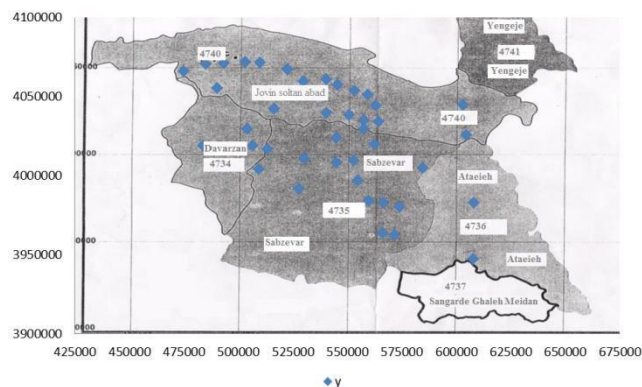 4100000
Yengeje
4740
4741
Yengeje
4050000
Jovin soltan abad
4740
Davarzan
Sabzevar
Ataeieh
4000000
4734
4735
4736
3950000
Sabzevar
Ataeieh
4737
Sangarde Ghaleh Meidan
3900000
425000 450000 475000 500000 525000 550000 575000 600000 625000 650000 675000
y